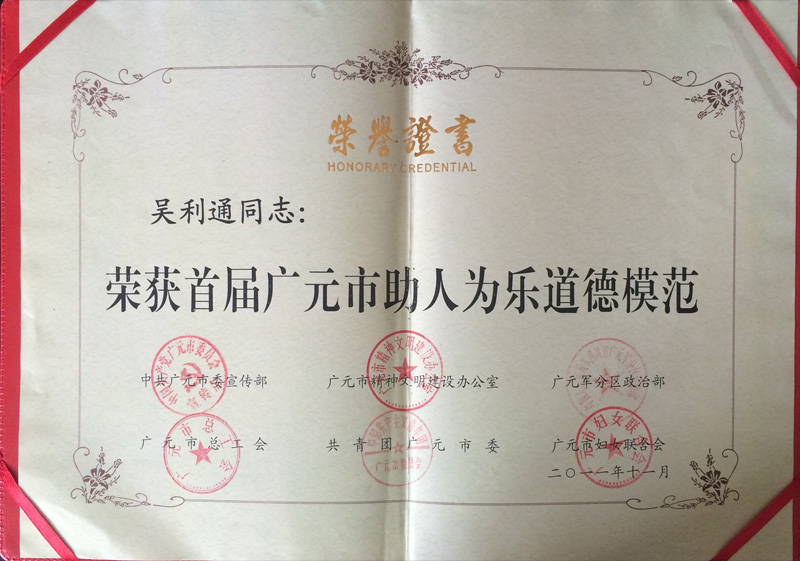 榮譽證書
HONORARY CREDENTIAL
吴利通同志：
荣获首届广元市助人为乐道德模范
中共广元市委宣传部 广元市精神文明建设办公室 广元军分区政治部
广元市总工会 共青团广元市委 广元市妇女联合会
二〇一一年十一月